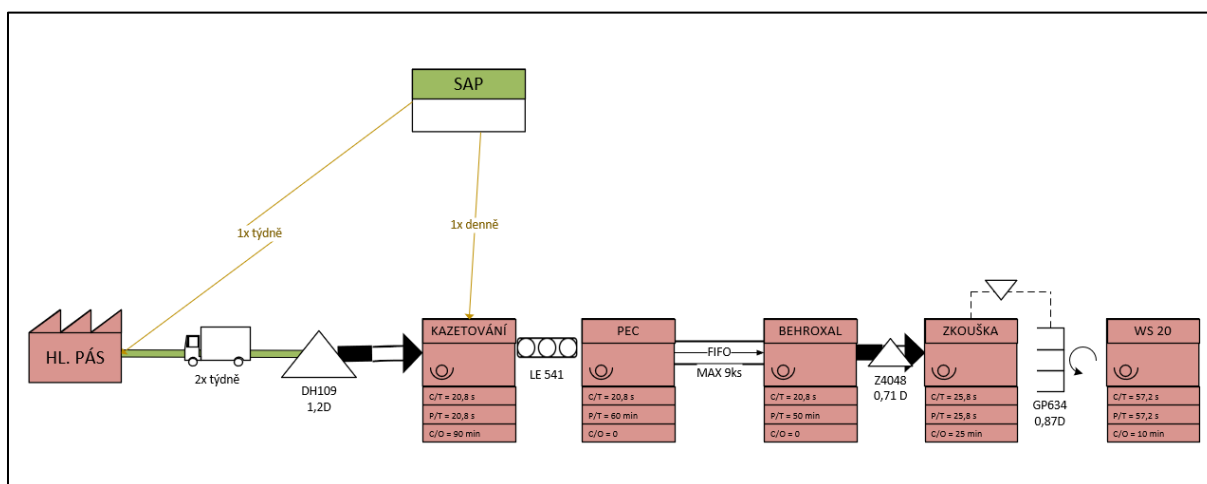 SAP
1x týdně
1x denně
HL. PÁS
2x týdně
DH109
1,2D
KAZETOVÁNÍ
C/T = 20,8 s
P/T = 20,8 s
C/O = 90 min
LE 541
PEC
C/T = 20,8 s
P/T = 60 min
C/O = 0
FIFO
MAX 9ks
BEHROXAL
C/T = 20,8 s
P/T = 50 min
C/O = 0
Z4048
0,71 D
ZKOUŠKA
C/T = 25,8 s
P/T = 25,8 s
C/O = 25 min
GP634
0,87D
WS 20
C/T = 57,2 s
P/T = 57,2 s
C/O = 10 min